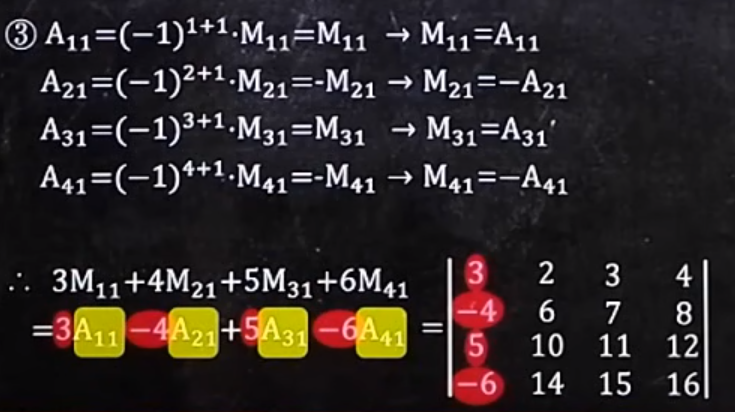 ③ A₁₁=(−1)¹⁺¹·M₁₁=M₁₁ → M₁₁=A₁₁
A₂₁=(−1)²⁺¹·M₂₁=-M₂₁ → M₂₁=−A₂₁
A₃₁=(−1)³⁺¹·M₃₁=M₃₁ → M₃₁=A₃₁
A₄₁=(−1)⁴⁺¹·M₄₁=-M₄₁ → M₄₁=−A₄₁
∴ 3M₁₁+4M₂₁+5M₃₁+6M₄₁
=3A₁₁−4A₂₁+5A₃₁−6A₄₁ =
3 2 3 4
−4 6 7 8
5 10 11 12
−6 14 15 16